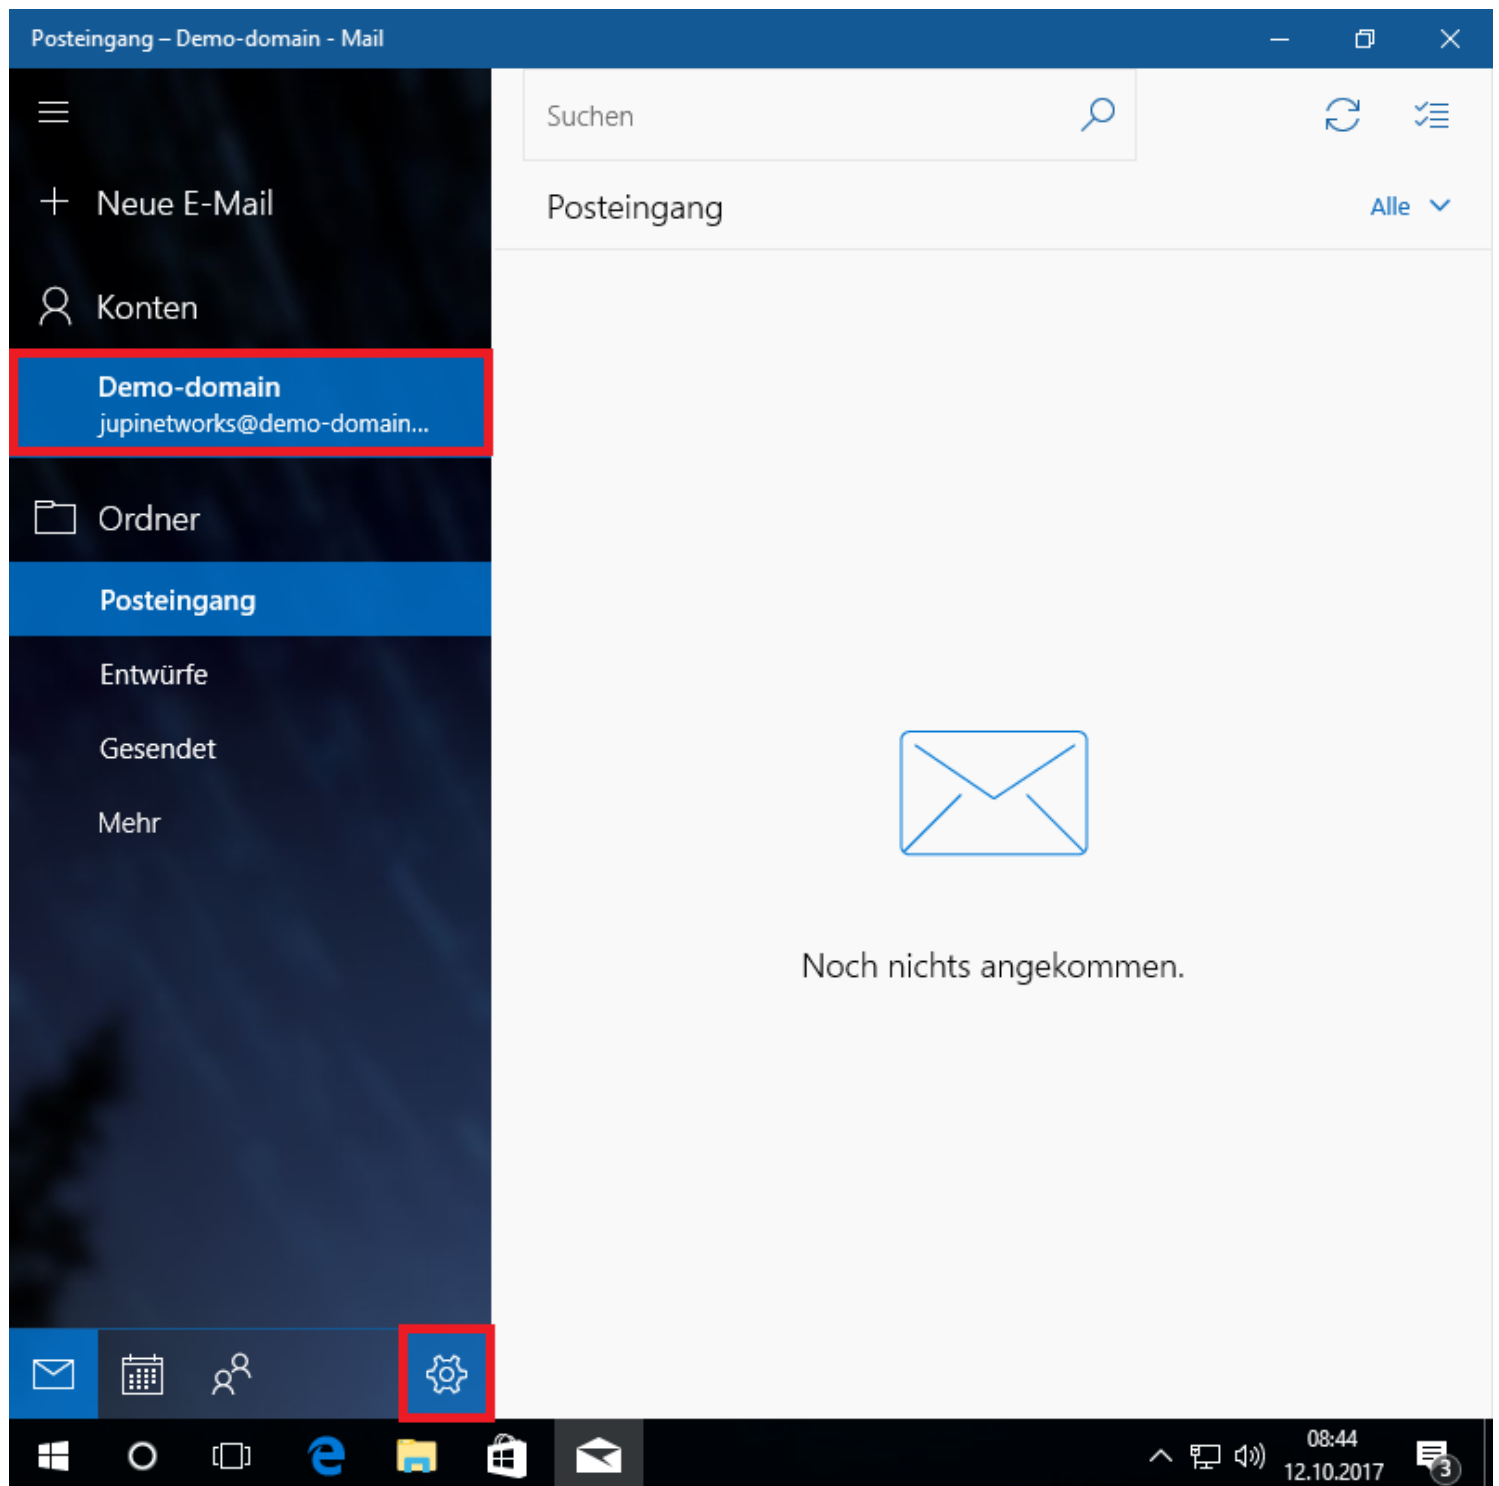 Posteingang – Demo-domain - Mail
Suchen
Neue E-Mail
Posteingang
Alle
Konten
Demo-domain
jupinetworks@demo-domain...
Ordner
Posteingang
Entwürfe
Gesendet
Mehr
Noch nichts angekommen.
08:44
12.10.2017
3